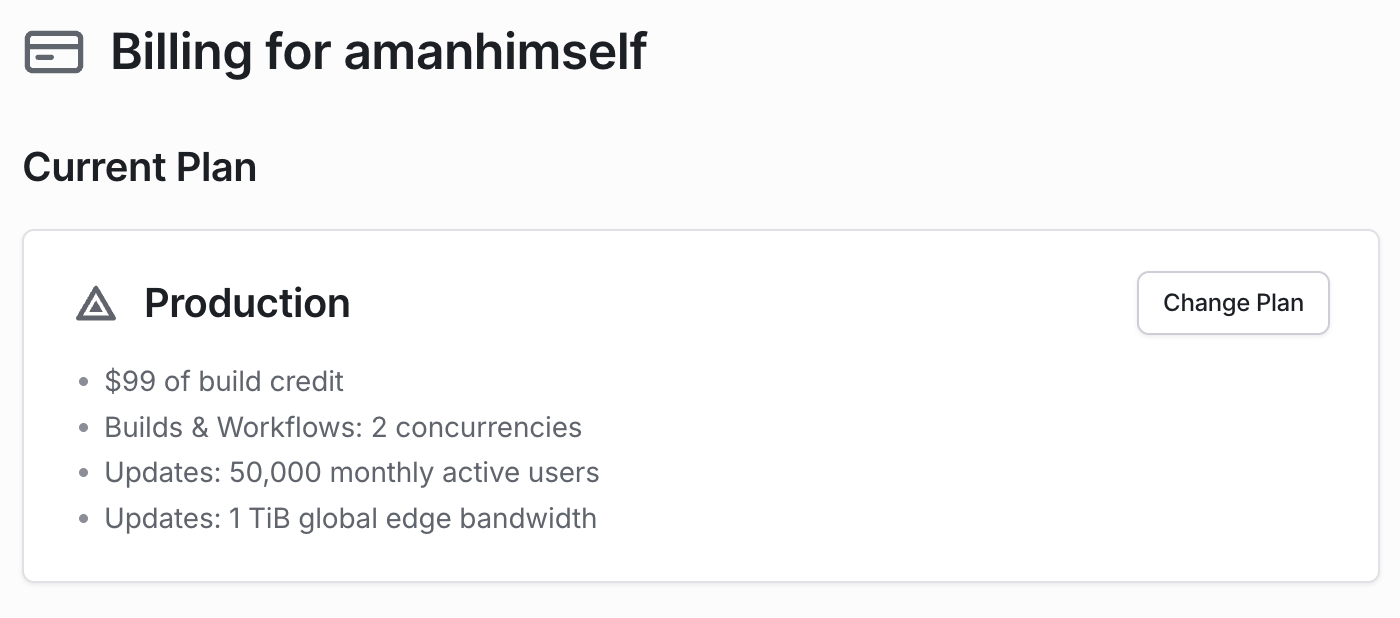 Billing for amanhimself
Current Plan
Production
Change Plan
• $99 of build credit
• Builds & Workflows: 2 concurrencies
• Updates: 50,000 monthly active users
• Updates: 1 TiB global edge bandwidth